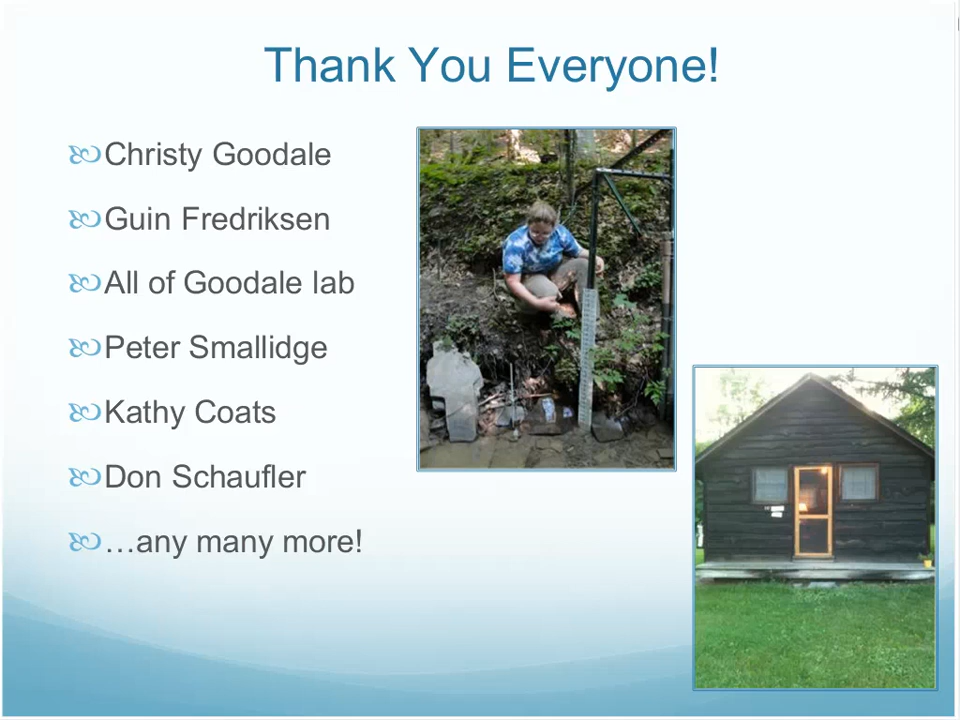 Thank You Everyone!
Christy Goodale
Guin Fredriksen
All of Goodale lab
Peter Smallidge
Kathy Coats
Don Schaufler
…any many more!